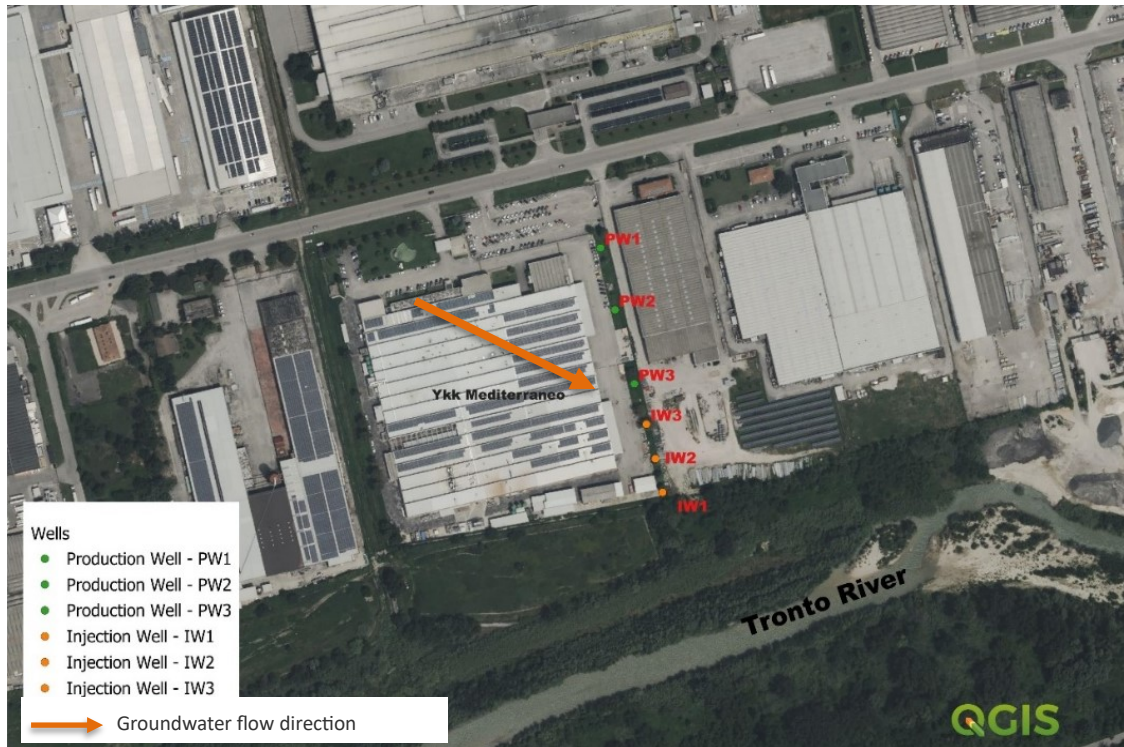 PW1
PW2
PW3
Ykk Mediterraneo
IW3
IW2
IW1
Tronto River
Wells
Production Well - PW1
Production Well - PW2
Production Well - PW3
Injection Well - IW1
Injection Well - IW2
Injection Well - IW3
Groundwater flow direction
QGIS